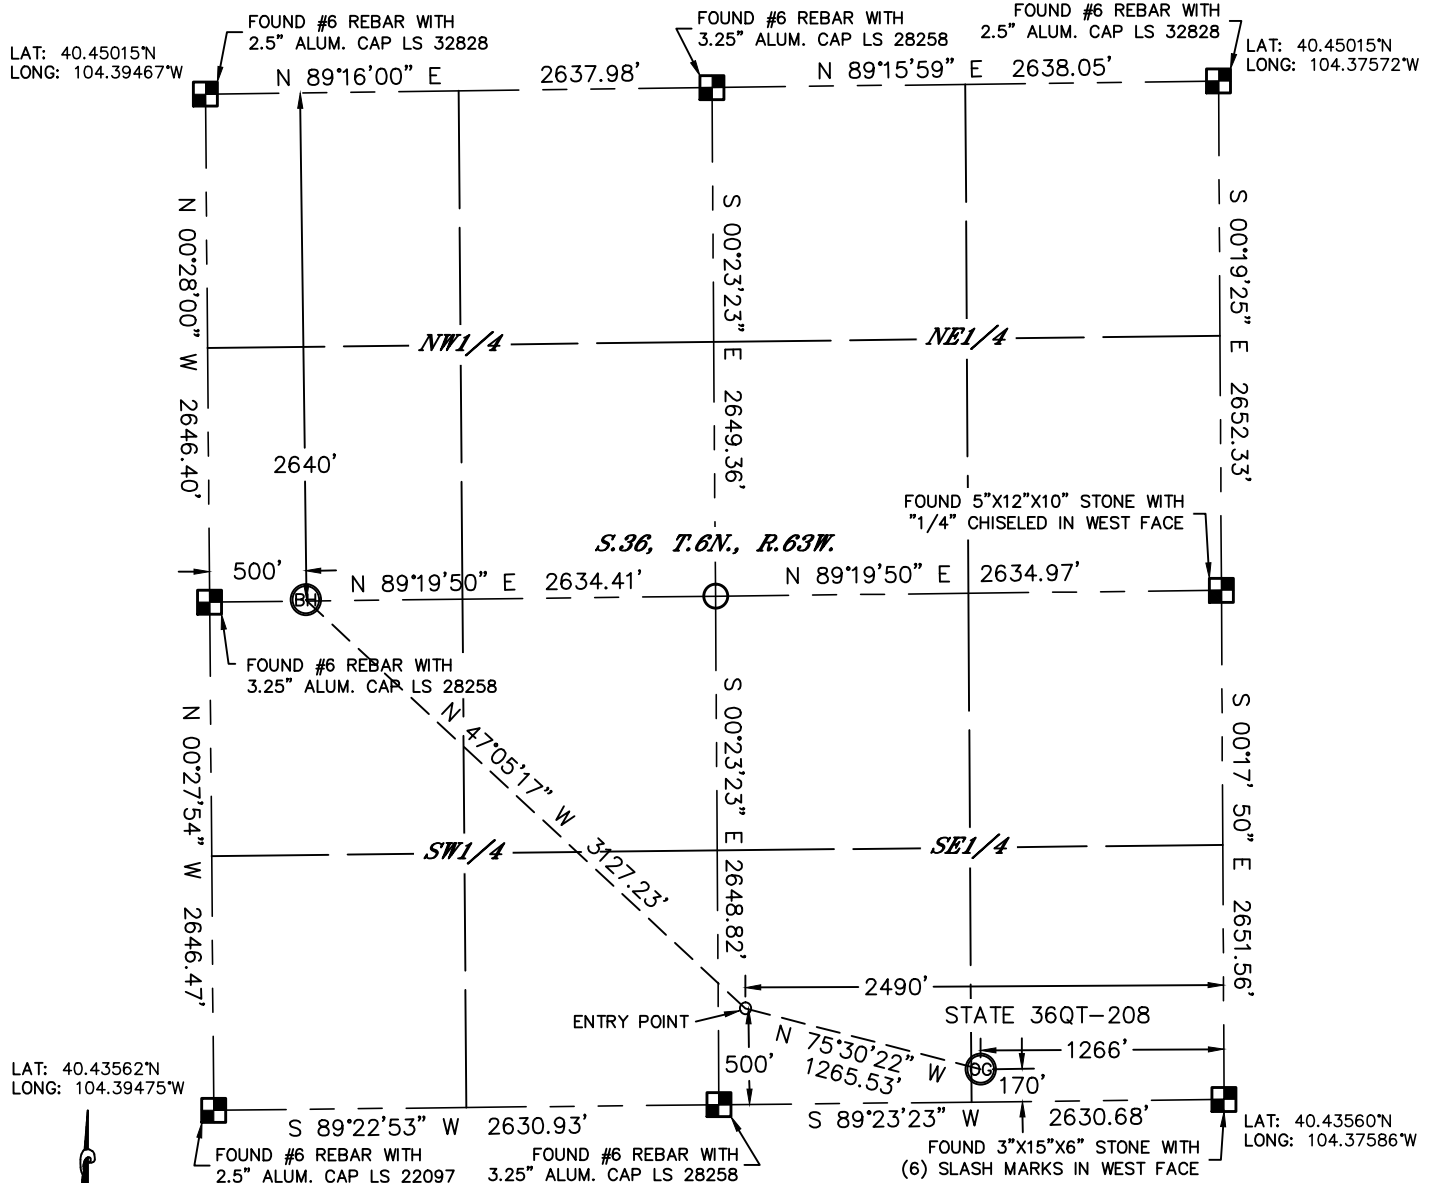 FOUND #6 REBAR WITH
2.5" ALUM. CAP LS 32828
FOUND #6 REBAR WITH
3.25" ALUM. CAP LS 28258
FOUND #6 REBAR WITH
2.5" ALUM. CAP LS 32828
LAT: 40.45015°N
LONG: 104.39467°W
LAT: 40.45015°N
LONG: 104.37572°W
N 89°16'00" E 2637.98'
N 89°15'59" E 2638.05'
N 00°28'00" W 2646.40'
S 00°23'23" E 2649.36'
S 00°19'25" E 2652.33'
NW1/4
NE1/4
2640'
FOUND 5"X12"X10" STONE WITH
"1/4" CHISELED IN WEST FACE
S.36, T.6N., R.63W.
500'
N 89°19'50" E 2634.41'
N 89°19'50" E 2634.97'
BH
FOUND #6 REBAR WITH
3.25" ALUM. CAP LS 28258
N 00°27'54" W 2646.47'
N 47°05'17" W 3127.23'
S 00°23'23" E 2648.82'
S 00°17' 50" E 2651.56'
SW1/4
SE1/4
2490'
STATE 36QT-208
ENTRY POINT
N 75°30'22" W
1265.53'
500'
1266'
OG
170'
LAT: 40.43562°N
LONG: 104.39475°W
S 89°22'53" W 2630.93'
S 89°23'23" W 2630.68'
LAT: 40.43560°N
LONG: 104.37586°W
FOUND #6 REBAR WITH
2.5" ALUM. CAP LS 22097
FOUND #6 REBAR WITH
3.25" ALUM. CAP LS 28258
FOUND 3"X15"X6" STONE WITH
(6) SLASH MARKS IN WEST FACE